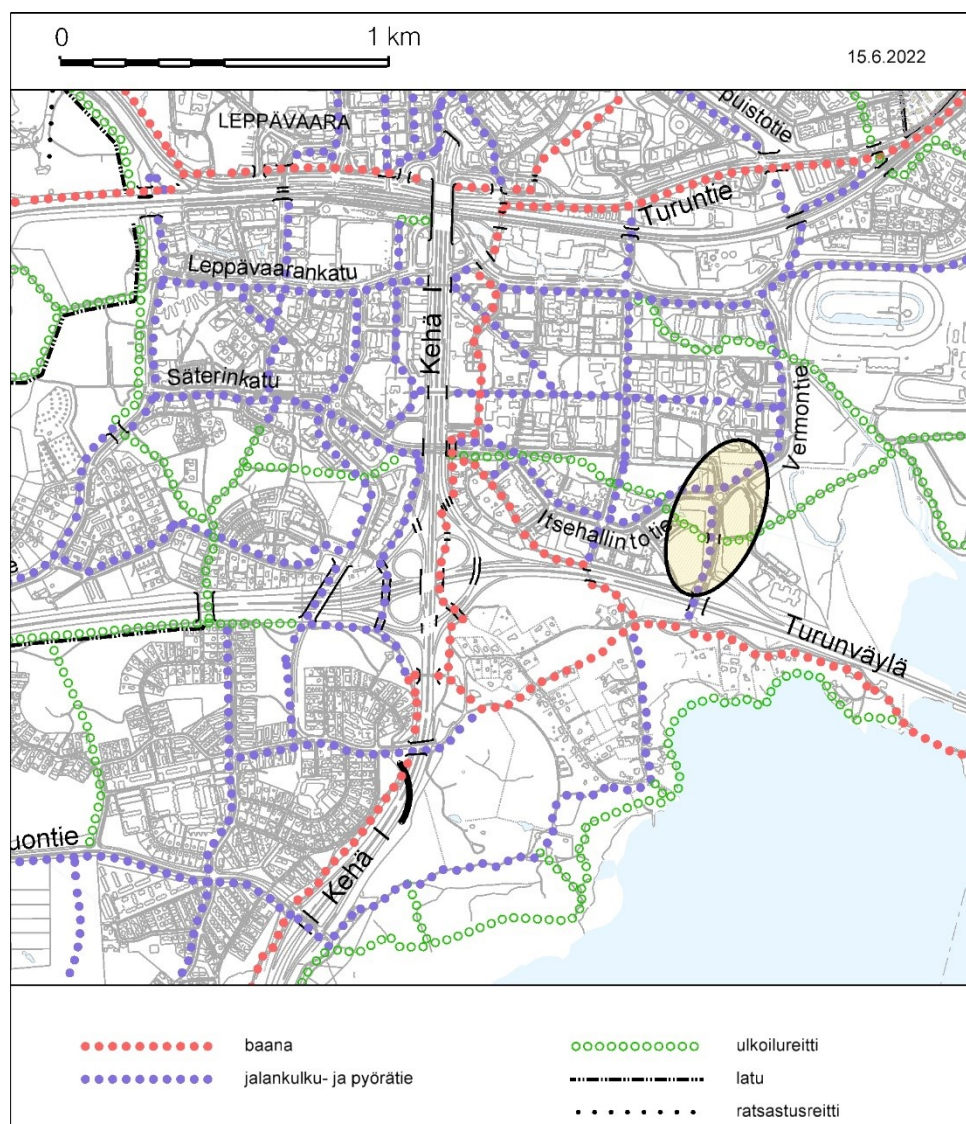 0 1 km
15.6.2022
LEPPÄVAARA
puistotie
Turuntie
Leppävaarankatu
Kehä I
Säterinkatu
Vermontie
Itsehallintotie
Turunväylä
uontie
Kehä I
baana
jalankulku- ja pyörätie
ulkoilureitti
latu
ratsastusreitti